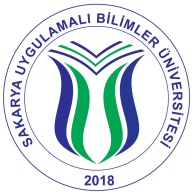 SAKARYA UYGULAMALI BİLİMLER ÜNİVERSİTESİ
2018